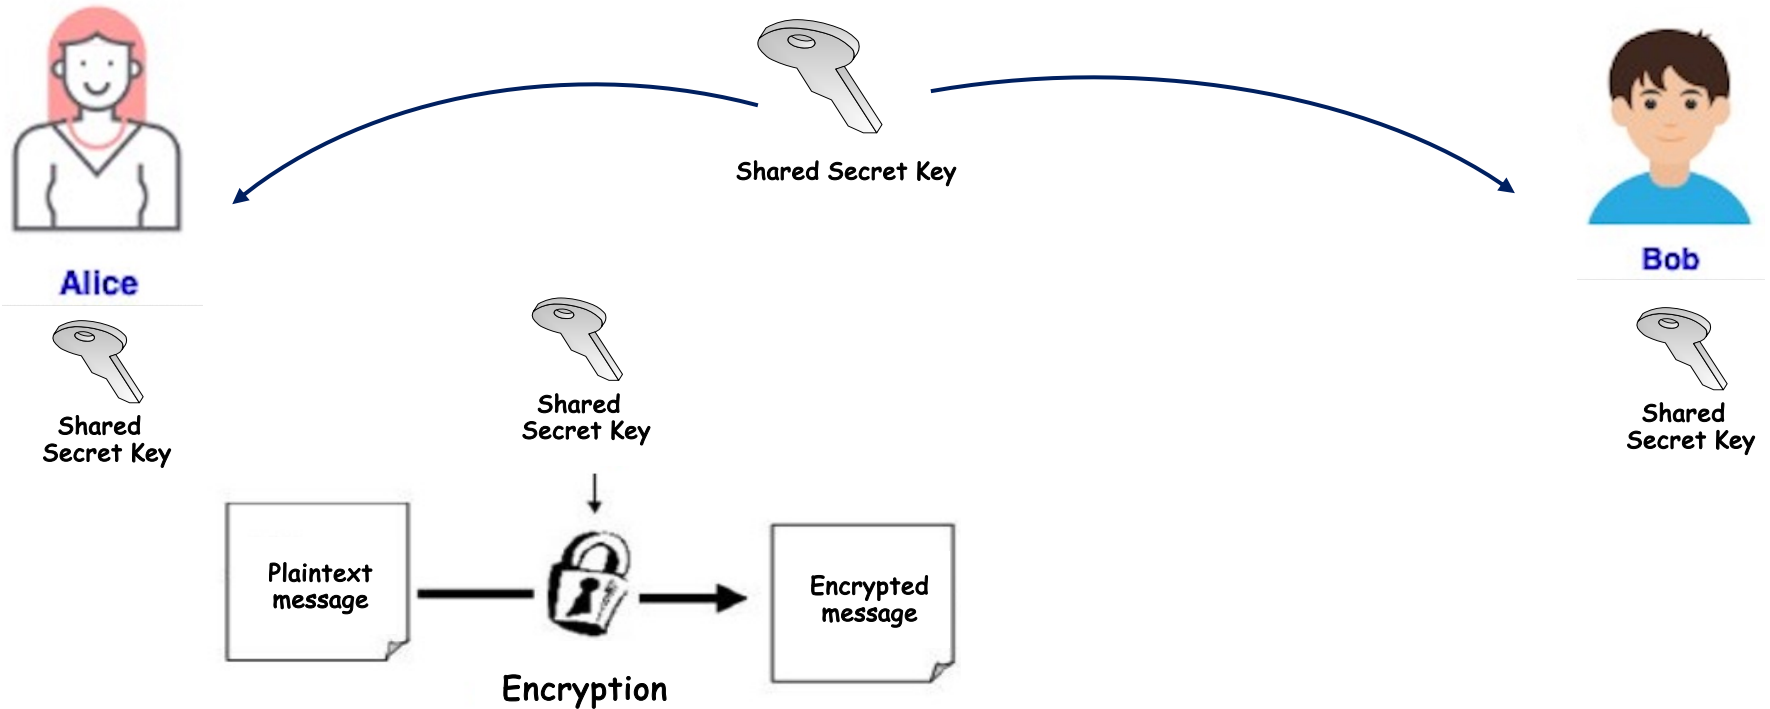 Shared Secret Key
Alice
Bob
Shared
Secret Key
Shared
Secret Key
Shared
Secret Key
Plaintext
message
Encrypted
message
Encryption